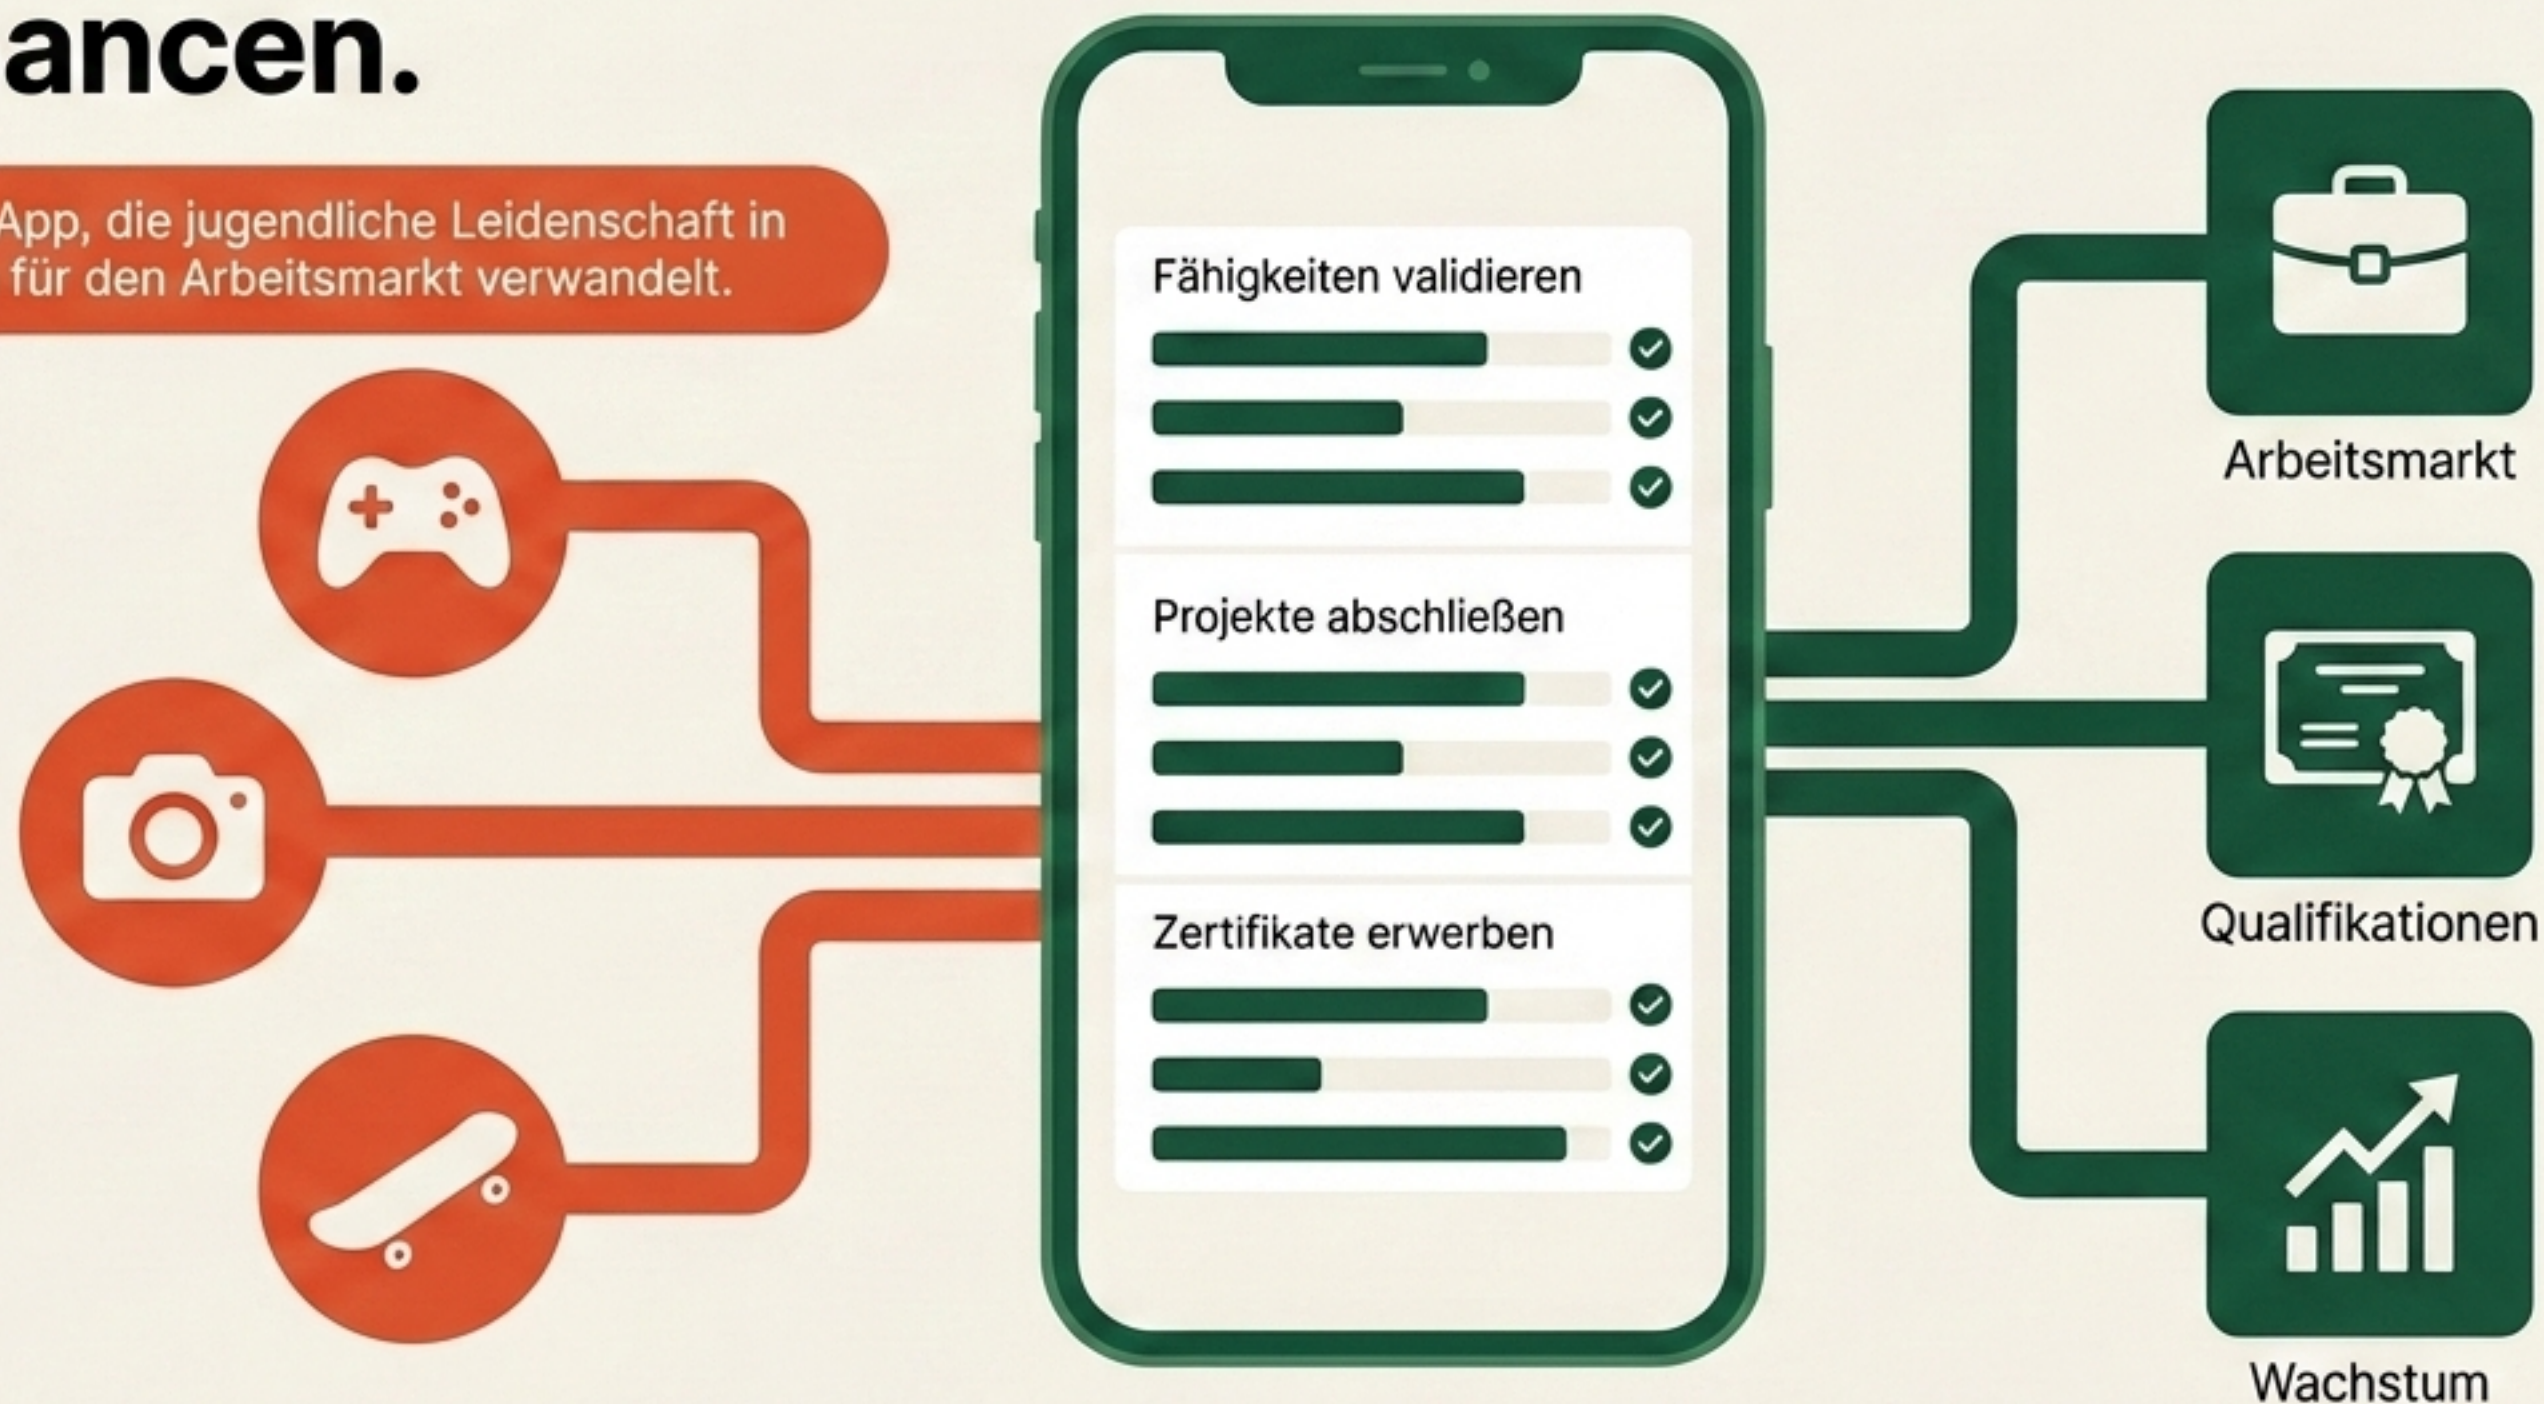 ancen.
App, die jugendliche Leidenschaft in
für den Arbeitsmarkt verwandelt.
Fähigkeiten validieren
Projekte abschließen
Zertifikate erwerben
Arbeitsmarkt
Qualifikationen
Wachstum